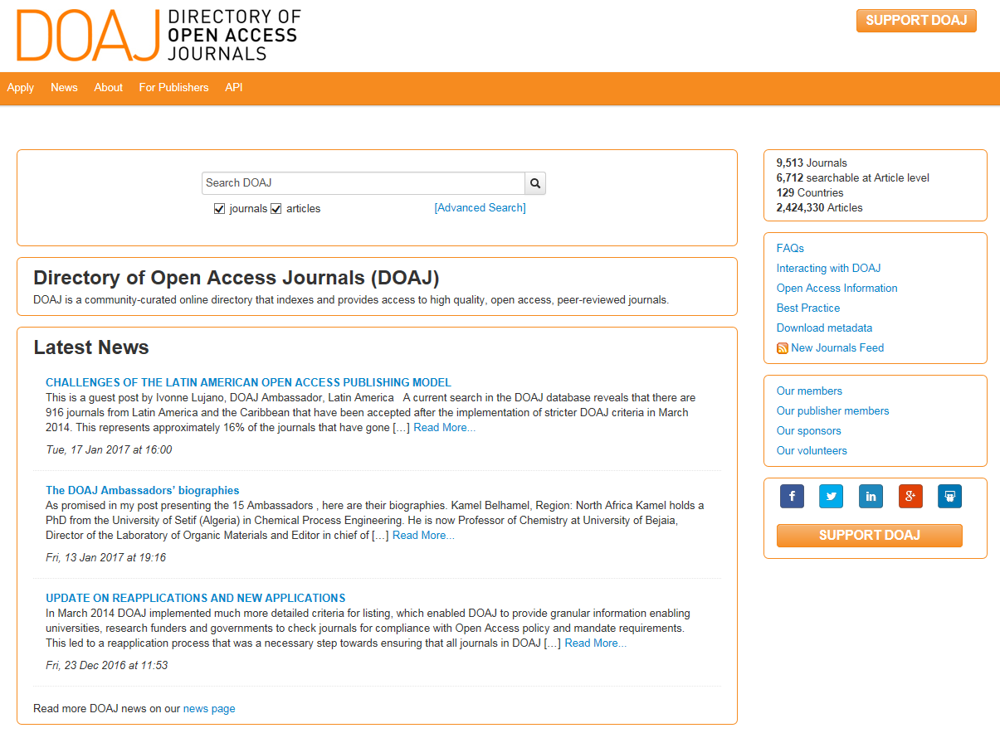 DOAJ DIRECTORY OF
OPEN ACCESS
JOURNALS
SUPPORT DOAJ
Apply News About For Publishers API
Search DOAJ
journals articles [Advanced Search]
Directory of Open Access Journals (DOAJ)
DOAJ is a community-curated online directory that indexes and provides access to high quality, open access, peer-reviewed journals.
Latest News
CHALLENGES OF THE LATIN AMERICAN OPEN ACCESS PUBLISHING MODEL
This is a guest post by Ivonne Lujano, DOAJ Ambassador, Latin America   A current search in the DOAJ database reveals that there are
916 journals from Latin America and the Caribbean that have been accepted after the implementation of stricter DOAJ criteria in March
2014. This represents approximately 16% of the journals that have gone […] Read More...
Tue, 17 Jan 2017 at 16:00
The DOAJ Ambassadors’ biographies
As promised in my post presenting the 15 Ambassadors , here are their biographies. Kamel Belhamel, Region: North Africa Kamel holds a
PhD from the University of Setif (Algeria) in Chemical Process Engineering. He is now Professor of Chemistry at University of Bejaia,
Director of the Laboratory of Organic Materials and Editor in chief of […] Read More...
Fri, 13 Jan 2017 at 19:16
UPDATE ON REAPPLICATIONS AND NEW APPLICATIONS
In March 2014 DOAJ implemented much more detailed criteria for listing, which enabled DOAJ to provide granular information enabling
universities, research funders and governments to check journals for compliance with Open Access policy and mandate requirements.
This led to a reapplication process that was a necessary step towards ensuring that all journals in DOAJ […] Read More...
Fri, 23 Dec 2016 at 11:53
Read more DOAJ news on our news page
9,513 Journals
6,712 searchable at Article level
129 Countries
2,424,330 Articles
FAQs
Interacting with DOAJ
Open Access Information
Best Practice
Download metadata
New Journals Feed
Our members
Our publisher members
Our sponsors
Our volunteers
f in g+
SUPPORT DOAJ